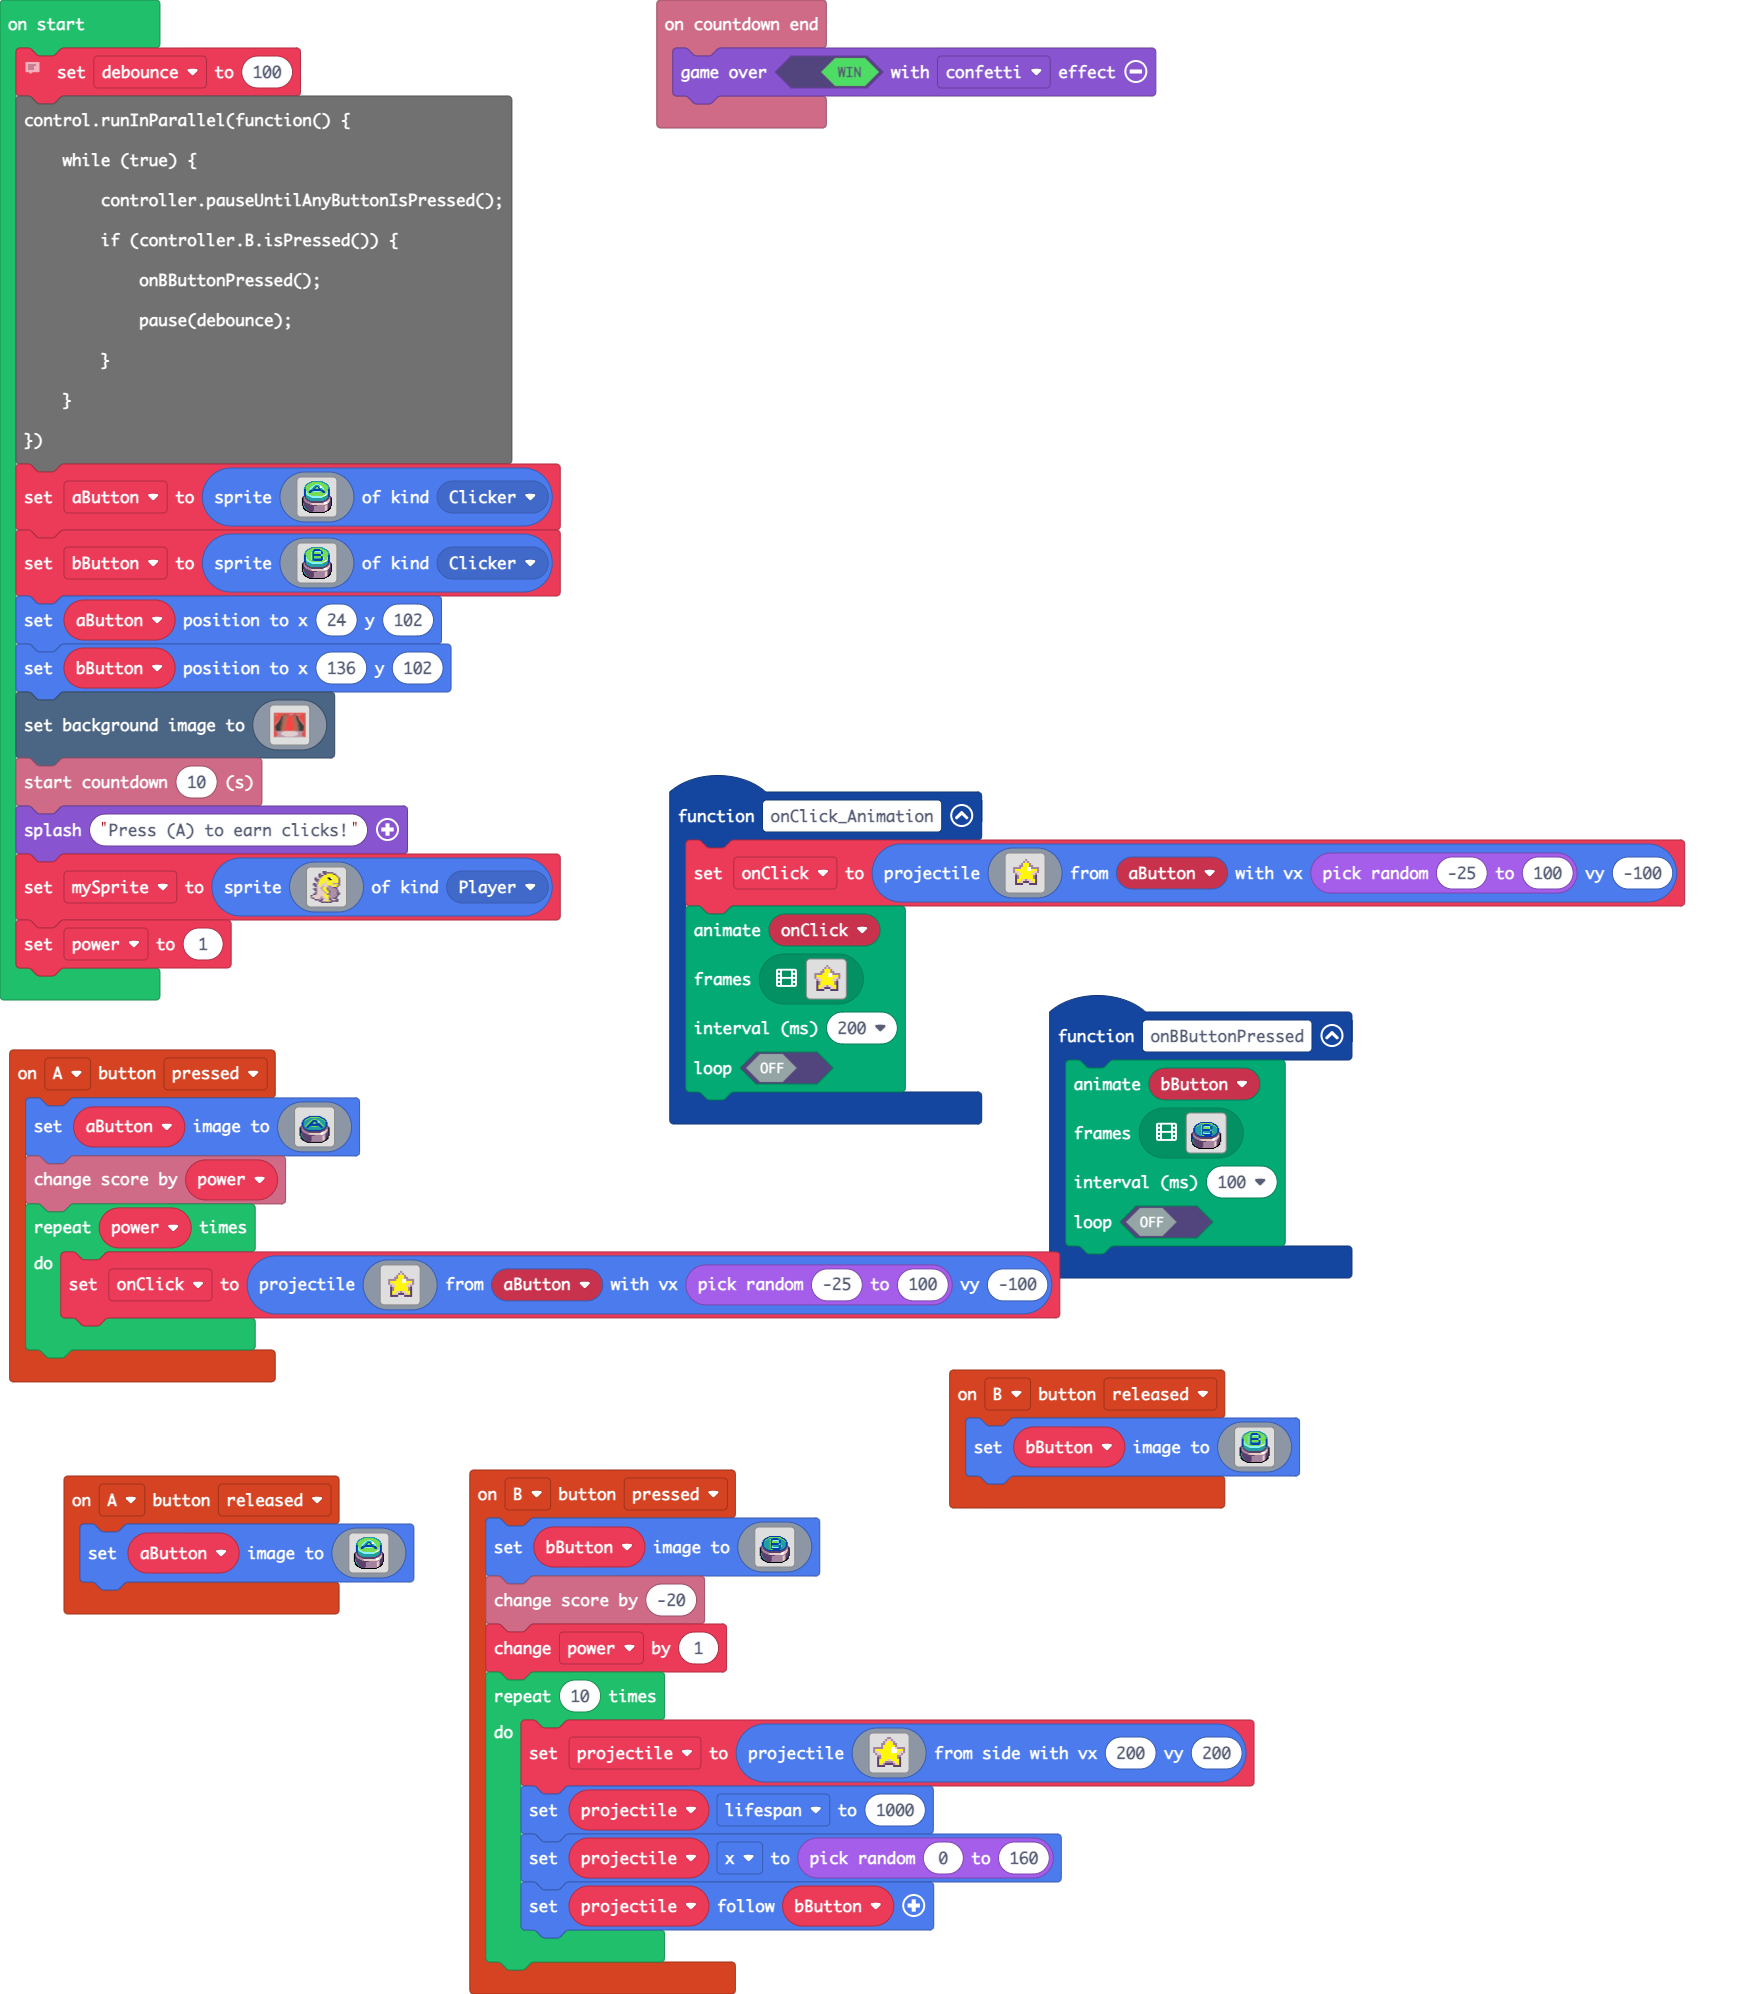 on start
set debounce to 100
control.runInParallel(function() {
while (true) {
controller.pauseUntilAnyButtonIsPressed();
if (controller.B.isPressed()) {
onBButtonPressed();
pause(debounce);
}
}
})
set aButton to sprite A of kind Clicker
set bButton to sprite B of kind Clicker
set aButton position to x 24 y 102
set bButton position to x 136 y 102
set background image to
start countdown 10 (s)
splash "Press (A) to earn clicks!"
set mySprite to sprite of kind Player
set power to 1
on countdown end
game over WIN with confetti effect
function onClick_Animation
set onClick to projectile from aButton with vx pick random -25 to 100 vy -100
animate onClick
frames
interval (ms) 200
loop OFF
function onBButtonPressed
animate bButton
frames B
interval (ms) 100
loop OFF
on A button pressed
set aButton image to A
change score by power
repeat power times
do
set onClick to projectile from aButton with vx pick random -25 to 100 vy -100
on B button released
set bButton image to B
on A button released
set aButton image to A
on B button pressed
set bButton image to B
change score by -20
change power by 1
repeat 10 times
do
set projectile to projectile from side with vx 200 vy 200
set projectile lifespan to 1000
set projectile x to pick random 0 to 160
set projectile follow bButton